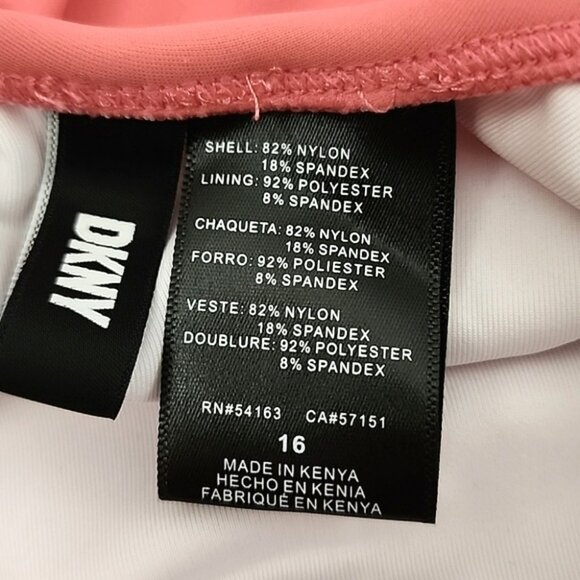 DKNY
SHELL: 82% NYLON
18% SPANDEX
LINING: 92% POLYESTER
8% SPANDEX
CHAQUETA: 82% NYLON
18% SPANDEX
FORRO: 92% POLIESTER
8% SPANDEX
VESTE: 82% NYLON
18% SPANDEX
DOUBLURE: 92% POLYESTER
8% SPANDEX
RN#54163 CA#57151
16
MADE IN KENYA
HECHO EN KENIA
FABRIQUÉ EN KENYA